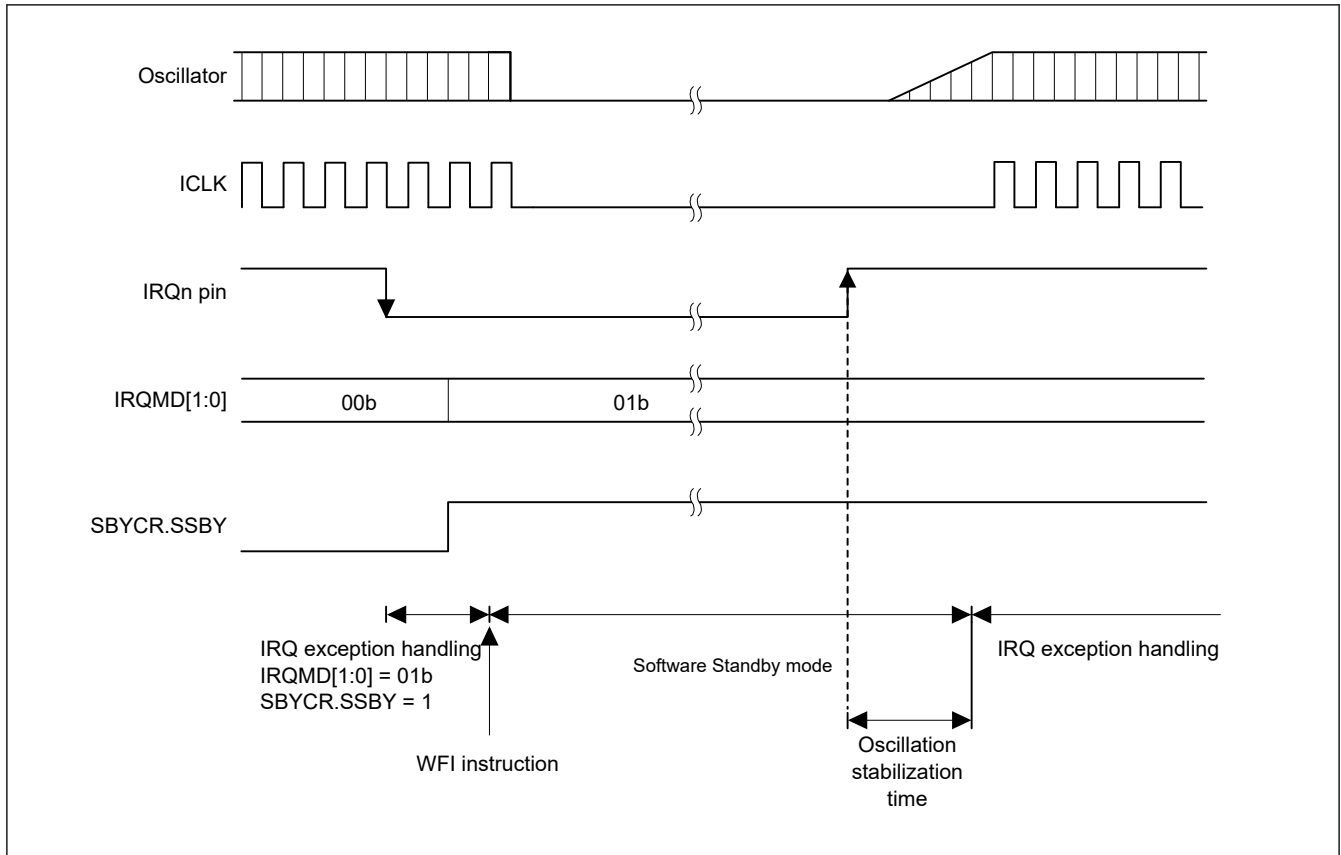 Oscillator
ICLK
IRQn pin
IRQMD[1:0]
00b
01b
SBYCR.SSBY
IRQ exception handling
IRQMD[1:0] = 01b
SBYCR.SSBY = 1
WFI instruction
Software Standby mode
Oscillation
stabilization
time
IRQ exception handling